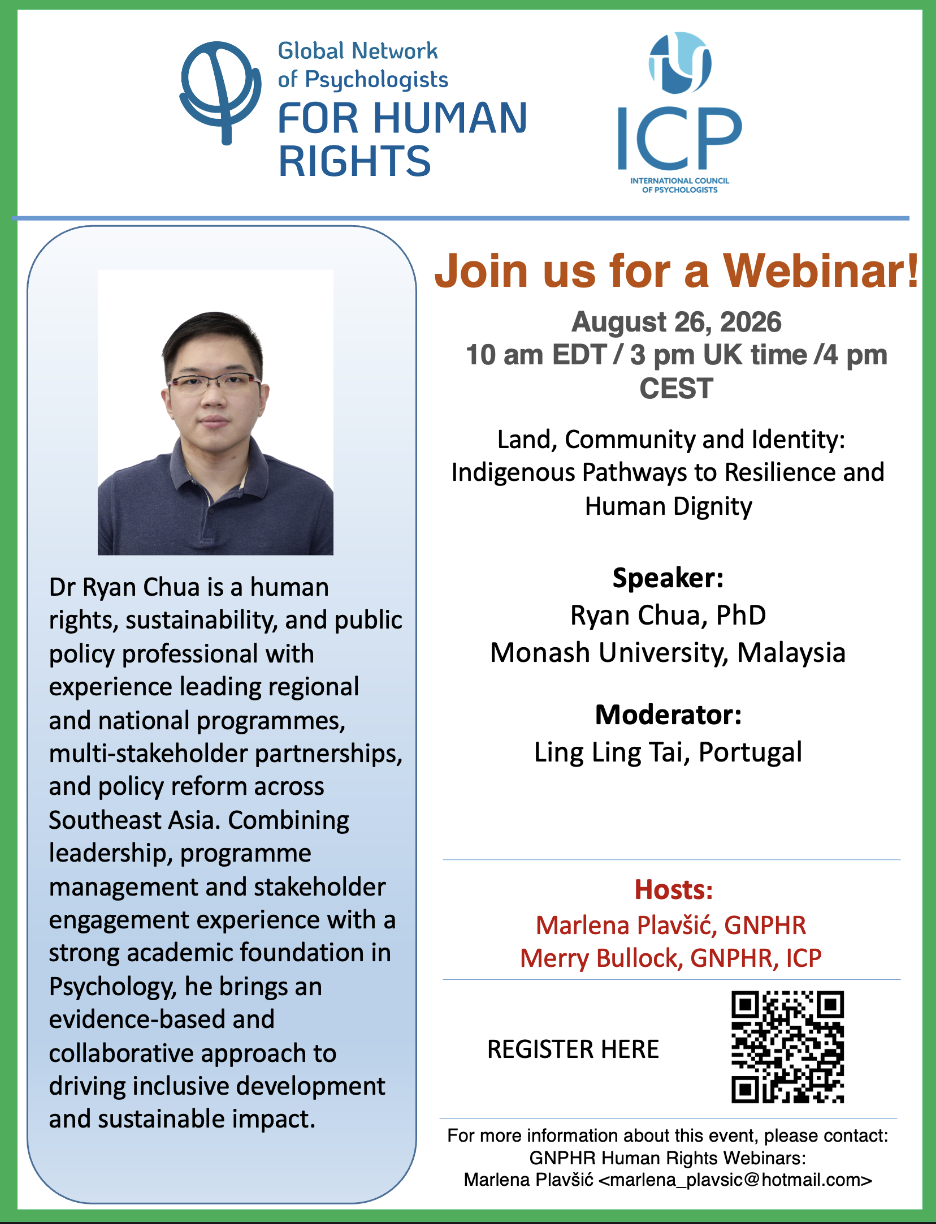 Global Network
of Psychologists
FOR HUMAN
RIGHTS
ICP
INTERNATIONAL COUNCIL
OF PSYCHOLOGISTS
Dr Ryan Chua is a human
rights, sustainability, and public
policy professional with
experience leading regional
and national programmes,
multi-stakeholder partnerships,
and policy reform across
Southeast Asia. Combining
leadership, programme
management and stakeholder
engagement experience with a
strong academic foundation in
Psychology, he brings an
evidence-based and
collaborative approach to
driving inclusive development
and sustainable impact.
Join us for a Webinar!
August 26, 2026
10 am EDT / 3 pm UK time /4 pm
CEST
Land, Community and Identity:
Indigenous Pathways to Resilience and
Human Dignity
Speaker:
Ryan Chua, PhD
Monash University, Malaysia
Moderator:
Ling Ling Tai, Portugal
Hosts:
Marlena Plavšić, GNPHR
Merry Bullock, GNPHR, ICP
REGISTER HERE
For more information about this event, please contact:
GNPHR Human Rights Webinars:
Marlena Plavšić <marlena_plavsic@hotmail.com>